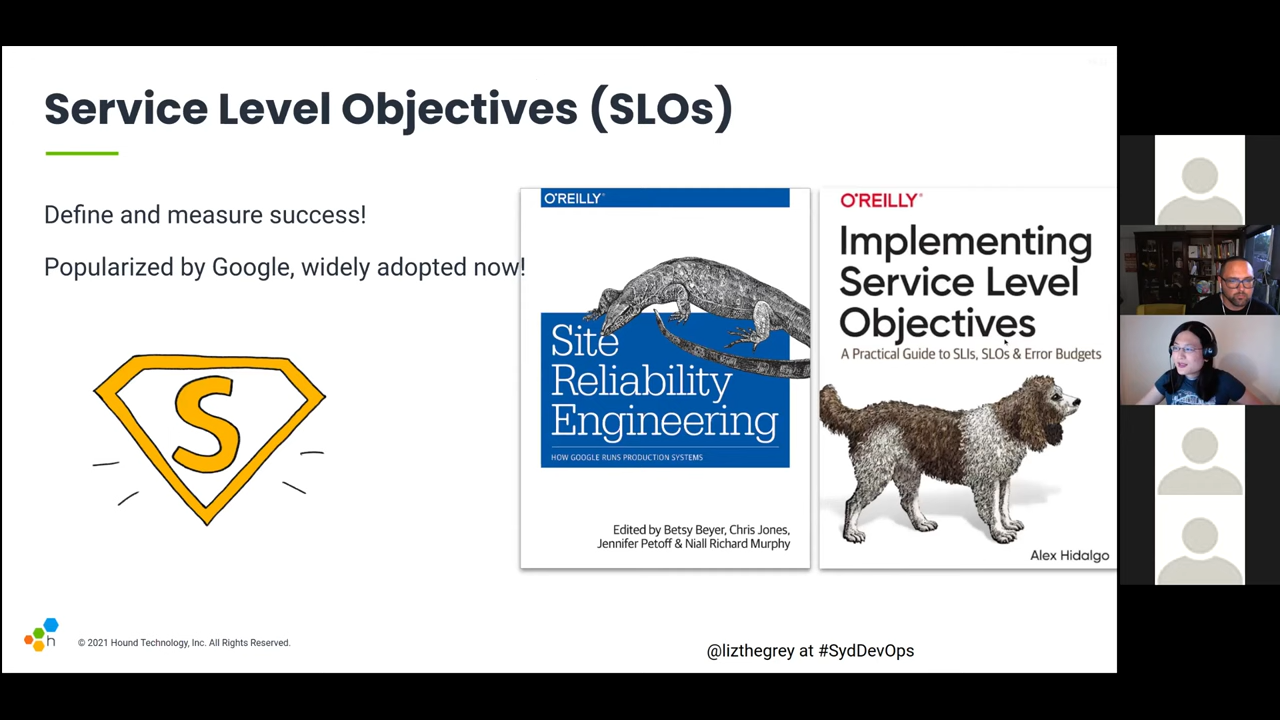 Service Level Objectives (SLOs)
Define and measure success!
Popularized by Google, widely adopted now!
S
O'REILLY®
Site
Reliability
Engineering
HOW GOOGLE RUNS PRODUCTION SYSTEMS
Edited by Betsy Beyer, Chris Jones,
Jennifer Petoff & Niall Richard Murphy
O'REILLY®
Implementing
Service Level
Objectives
A Practical Guide to SLIs, SLOs & Error Budgets
Alex Hidalgo
h
© 2021 Hound Technology, Inc. All Rights Reserved.
@lizthegrey at #SydDevOps